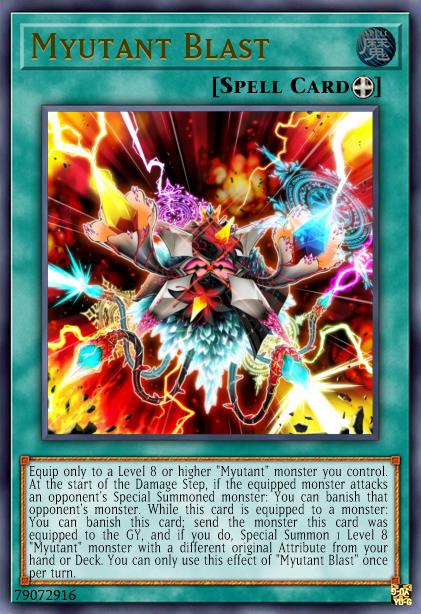 Myutant Blast
魔
[Spell Card]
Equip only to a Level 8 or higher "Myutant" monster you control.
At the start of the Damage Step, if the equipped monster attacks
an opponent's Special Summoned monster: You can banish that
opponent's monster. While this card is equipped to a monster:
You can banish this card; send the monster this card was
equipped to the GY, and if you do, Special Summon 1 Level 8
"Myutant" monster with a different original Attribute from your
hand or Deck. You can only use this effect of "Myutant Blast" once
per turn.
79072916